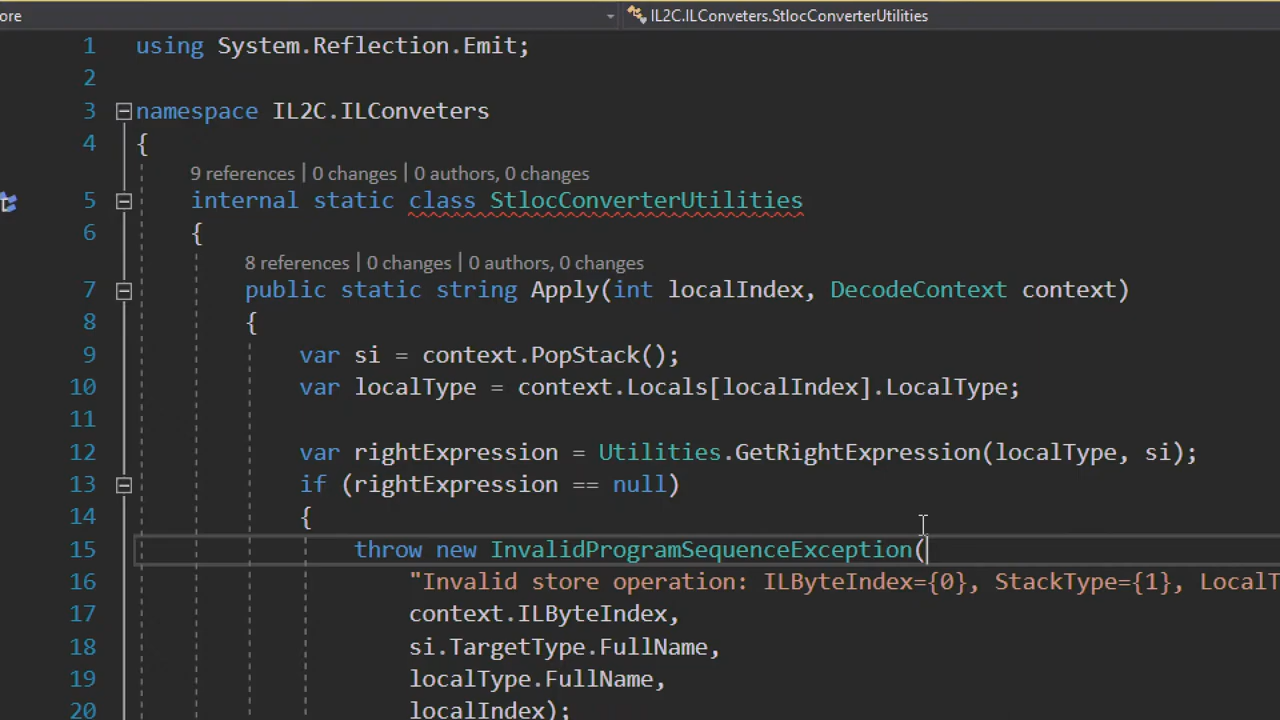 ore IL2C.ILConveters.StlocConverterUtilities
1 using System.Reflection.Emit;
2
3 namespace IL2C.ILConveters
4 {
9 references | 0 changes | 0 authors, 0 changes
5 internal static class StlocConverterUtilities
6 {
8 references | 0 changes | 0 authors, 0 changes
7 public static string Apply(int localIndex, DecodeContext context)
8 {
9 var si = context.PopStack();
10 var localType = context.Locals[localIndex].LocalType;
11
12 var rightExpression = Utilities.GetRightExpression(localType, si);
13 if (rightExpression == null)
14 {
15 throw new InvalidProgramSequenceException(
16 "Invalid store operation: ILByteIndex={0}, StackType={1}, LocalT
17 context.ILByteIndex,
18 si.TargetType.FullName,
19 localType.FullName,
20 localIndex);